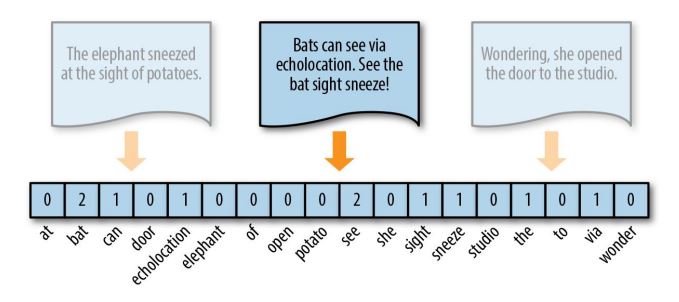 The elephant sneezed
at the sight of potatoes.
Bats can see via
echolocation. See the
bat sight sneeze!
Wondering, she opened
the door to the studio.
0 2 1 0 1 0 0 0 0 2 0 1 1 0 1 0 1 0
at bat can door echolocation elephant of open potato see she sight sneeze studio the to via wonder